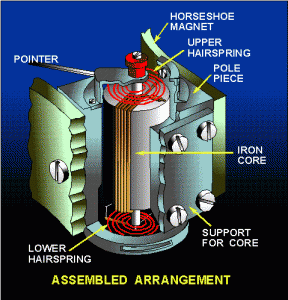 HORSESHOE
MAGNET
UPPER
HAIRSPRING
POINTER
POLE
PIECE
IRON
CORE
LOWER
HAIRSPRING
SUPPORT
FOR CORE
ASSEMBLED ARRANGEMENT